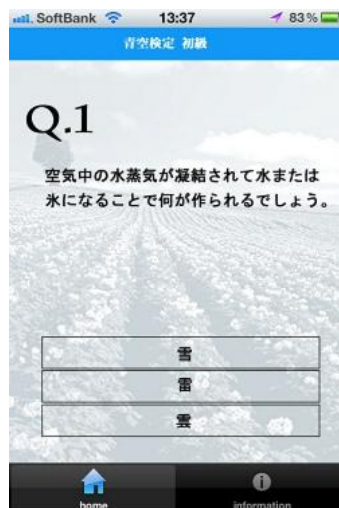 SoftBank 13:37 83%
青空検定 初級
Q.1
空気中の水蒸気が凝結されて水または
氷になることで何が作られるでしょう。
雪
雷
雲
home information